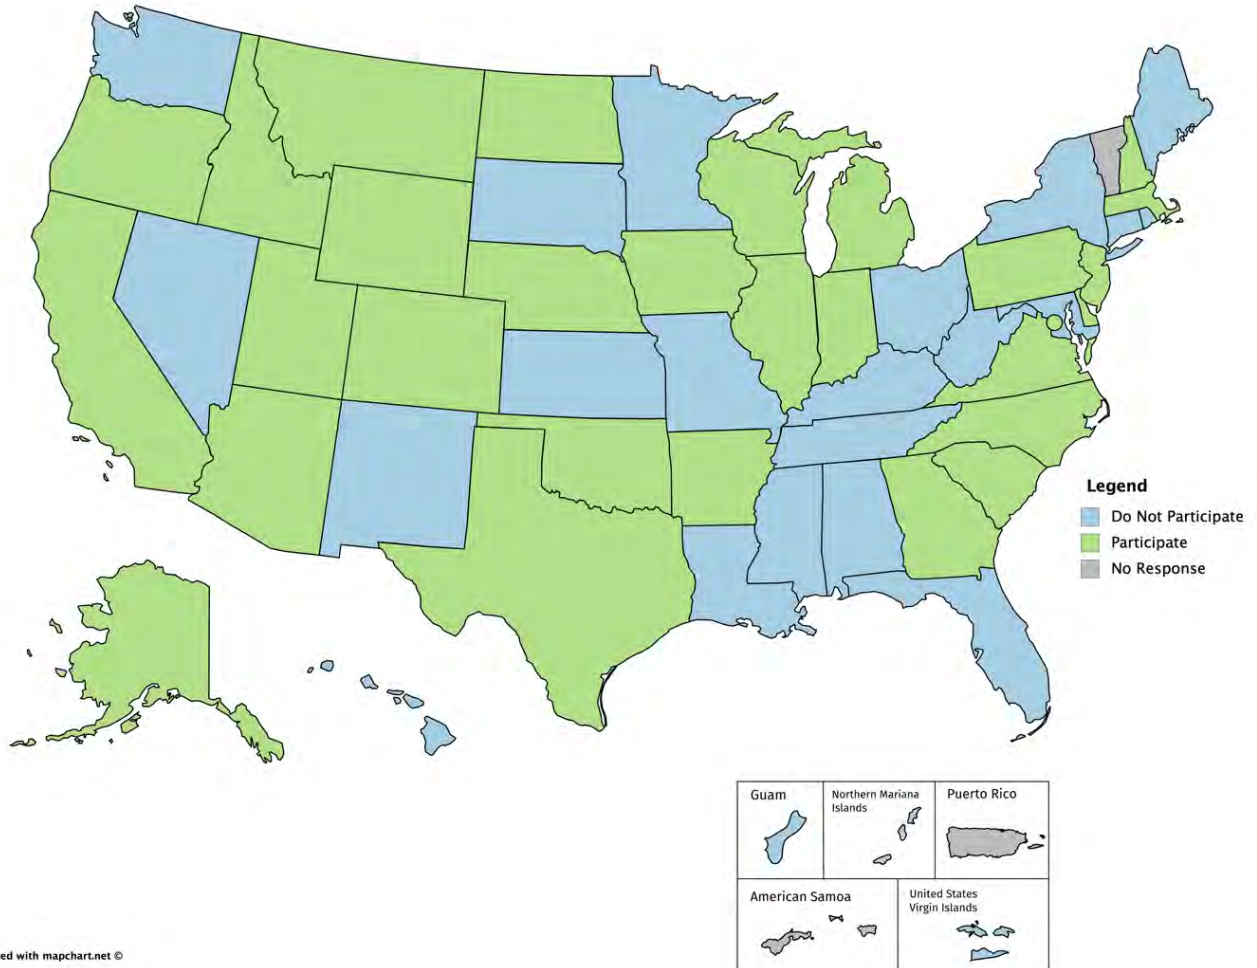 Legend
Do Not Participate
Participate
No Response
Guam
Northern Mariana
Islands
Puerto Rico
American Samoa
United States
Virgin Islands
ed with mapchart.net ©